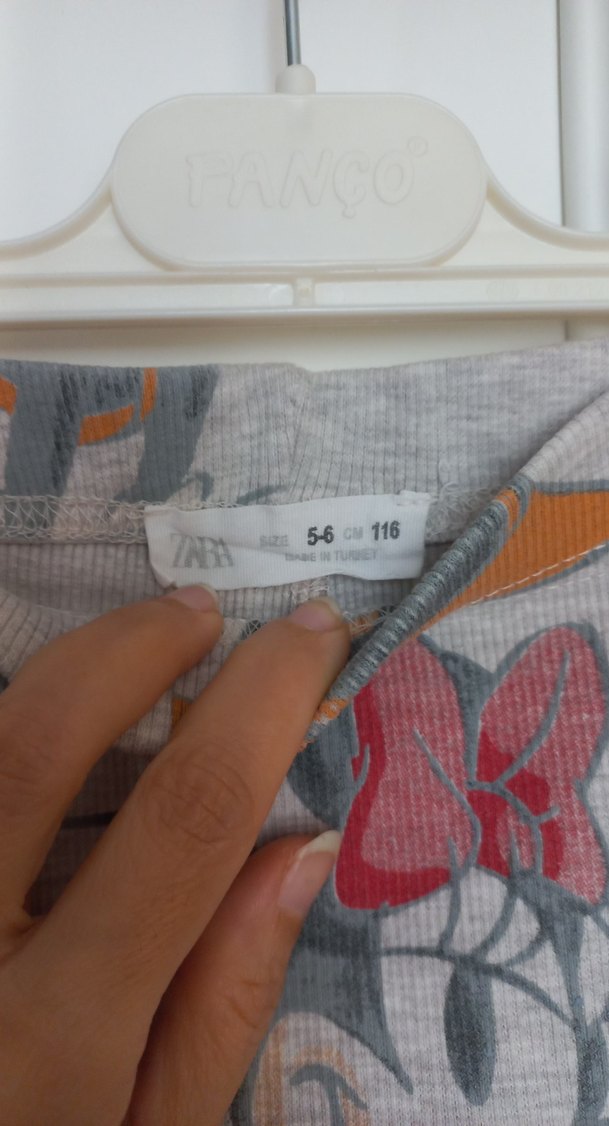 PANÇO®
ZARA SIZE 5-6 CM 116
MADE IN TURKEY